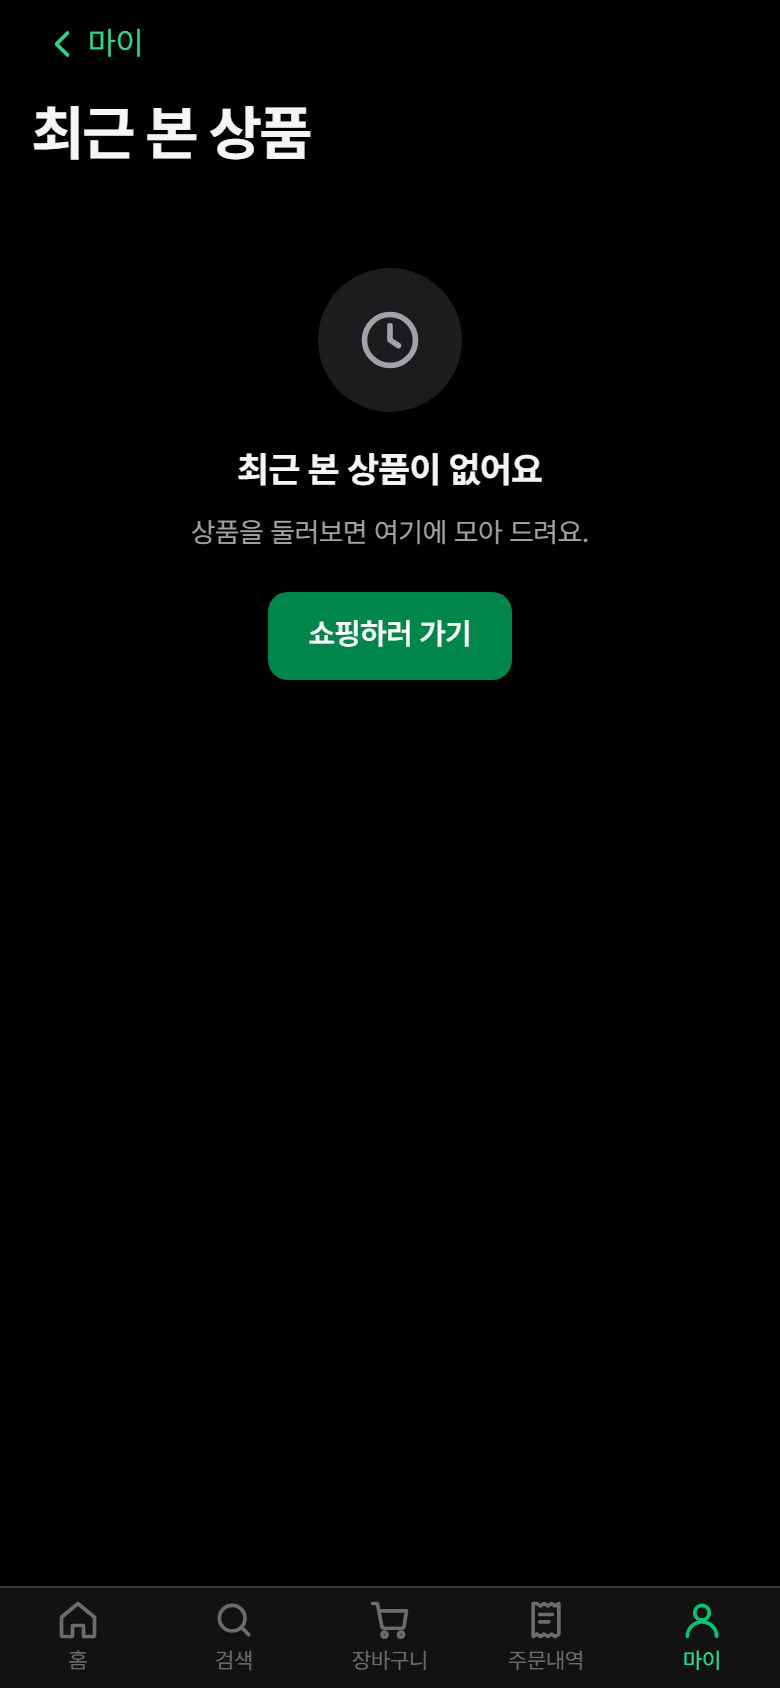 마이
최근 본 상품
최근 본 상품이 없어요
상품을 둘러보면 여기에 모아 드려요.
쇼핑하러 가기
홈
검색
장바구니
주문내역
마이